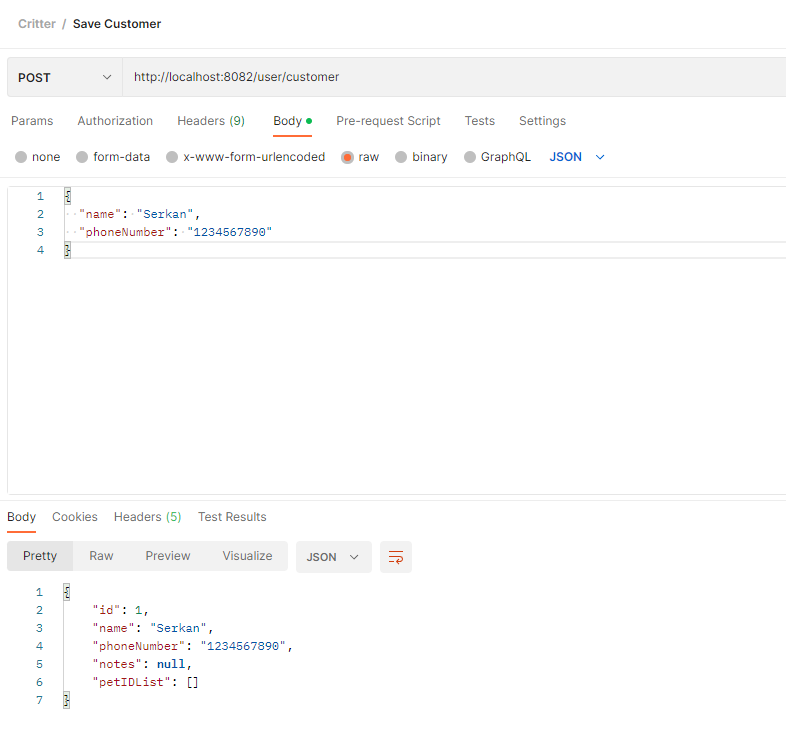 Critter / Save Customer
POST http://localhost:8082/user/customer
Params Authorization Headers (9) Body Pre-request Script Tests Settings
none form-data x-www-form-urlencoded raw binary GraphQL JSON
1 {
2 "name": "Serkan",
3 "phoneNumber": "1234567890"
4 }
Body Cookies Headers (5) Test Results
Pretty Raw Preview Visualize JSON
1 {
2 "id": 1,
3 "name": "Serkan",
4 "phoneNumber": "1234567890",
5 "notes": null,
6 "petIDList": []
7 }